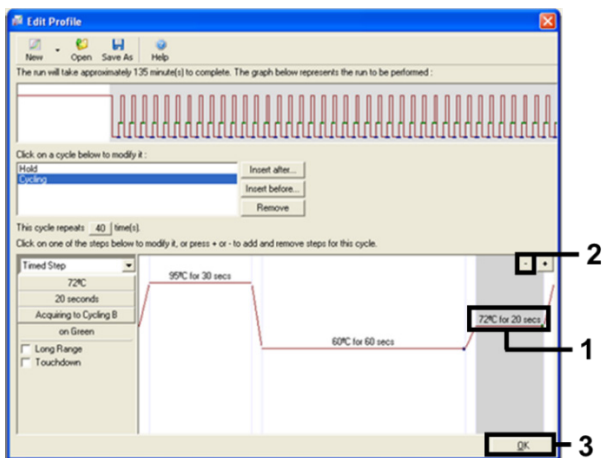 Edit Profile
New Open Save As Help
The run will take approximately 135 minute(s) to complete. The graph below represents the run to be performed :
Click on a cycle below to modify it :
Hold
Cycling
Insert after...
Insert before...
Remove
This cycle repeats 40 time(s).
Click on one of the steps below to modify it, or press + or - to add and remove steps for this cycle.
2
Timed Step
- +
72ºC
20 seconds
Acquiring to Cycling B
on Green
Long Range
Touchdown
95ºC for 30 secs
60ºC for 60 secs
72ºC for 20 secs
1
OK
3